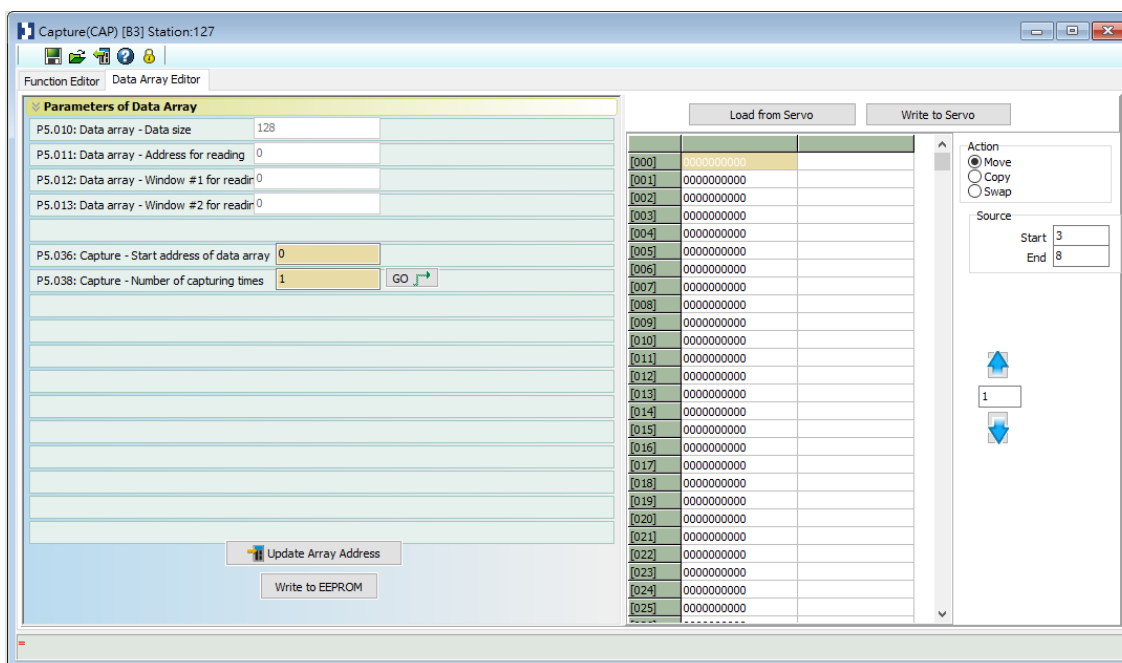 Capture(CAP) [B3] Station:127
Function Editor Data Array Editor
Parameters of Data Array
P5.010: Data array - Data size 128
P5.011: Data array - Address for reading 0
P5.012: Data array - Window #1 for readin 0
P5.013: Data array - Window #2 for readin 0
P5.036: Capture - Start address of data array 0
P5.038: Capture - Number of capturing times 1 GO
Update Array Address
Write to EEPROM
Load from Servo Write to Servo
[000] 0000000000
[001] 0000000000
[002] 0000000000
[003] 0000000000
[004] 0000000000
[005] 0000000000
[006] 0000000000
[007] 0000000000
[008] 0000000000
[009] 0000000000
[010] 0000000000
[011] 0000000000
[012] 0000000000
[013] 0000000000
[014] 0000000000
[015] 0000000000
[016] 0000000000
[017] 0000000000
[018] 0000000000
[019] 0000000000
[020] 0000000000
[021] 0000000000
[022] 0000000000
[023] 0000000000
[024] 0000000000
[025] 0000000000
Action
Move
Copy
Swap
Source
Start 3
End 8
1
=